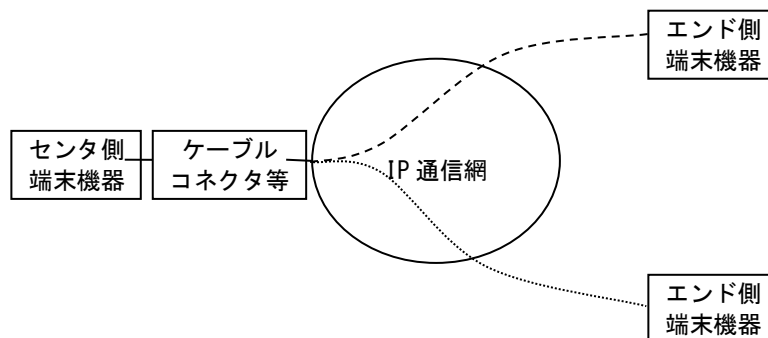 エンド側
端末機器
センタ側
端末機器
ケーブル
コネクタ等
IP 通信網
エンド側
端末機器